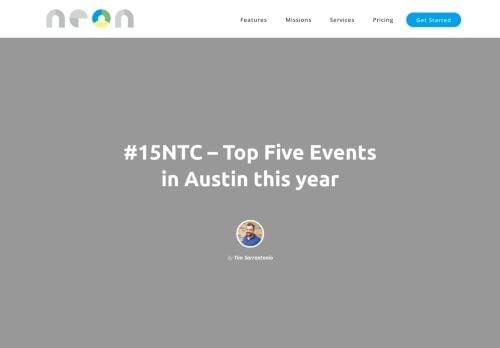 neon
Features Missions Services Pricing Get Started
#15NTC – Top Five Events
in Austin this year
by Tim Sarrantonio